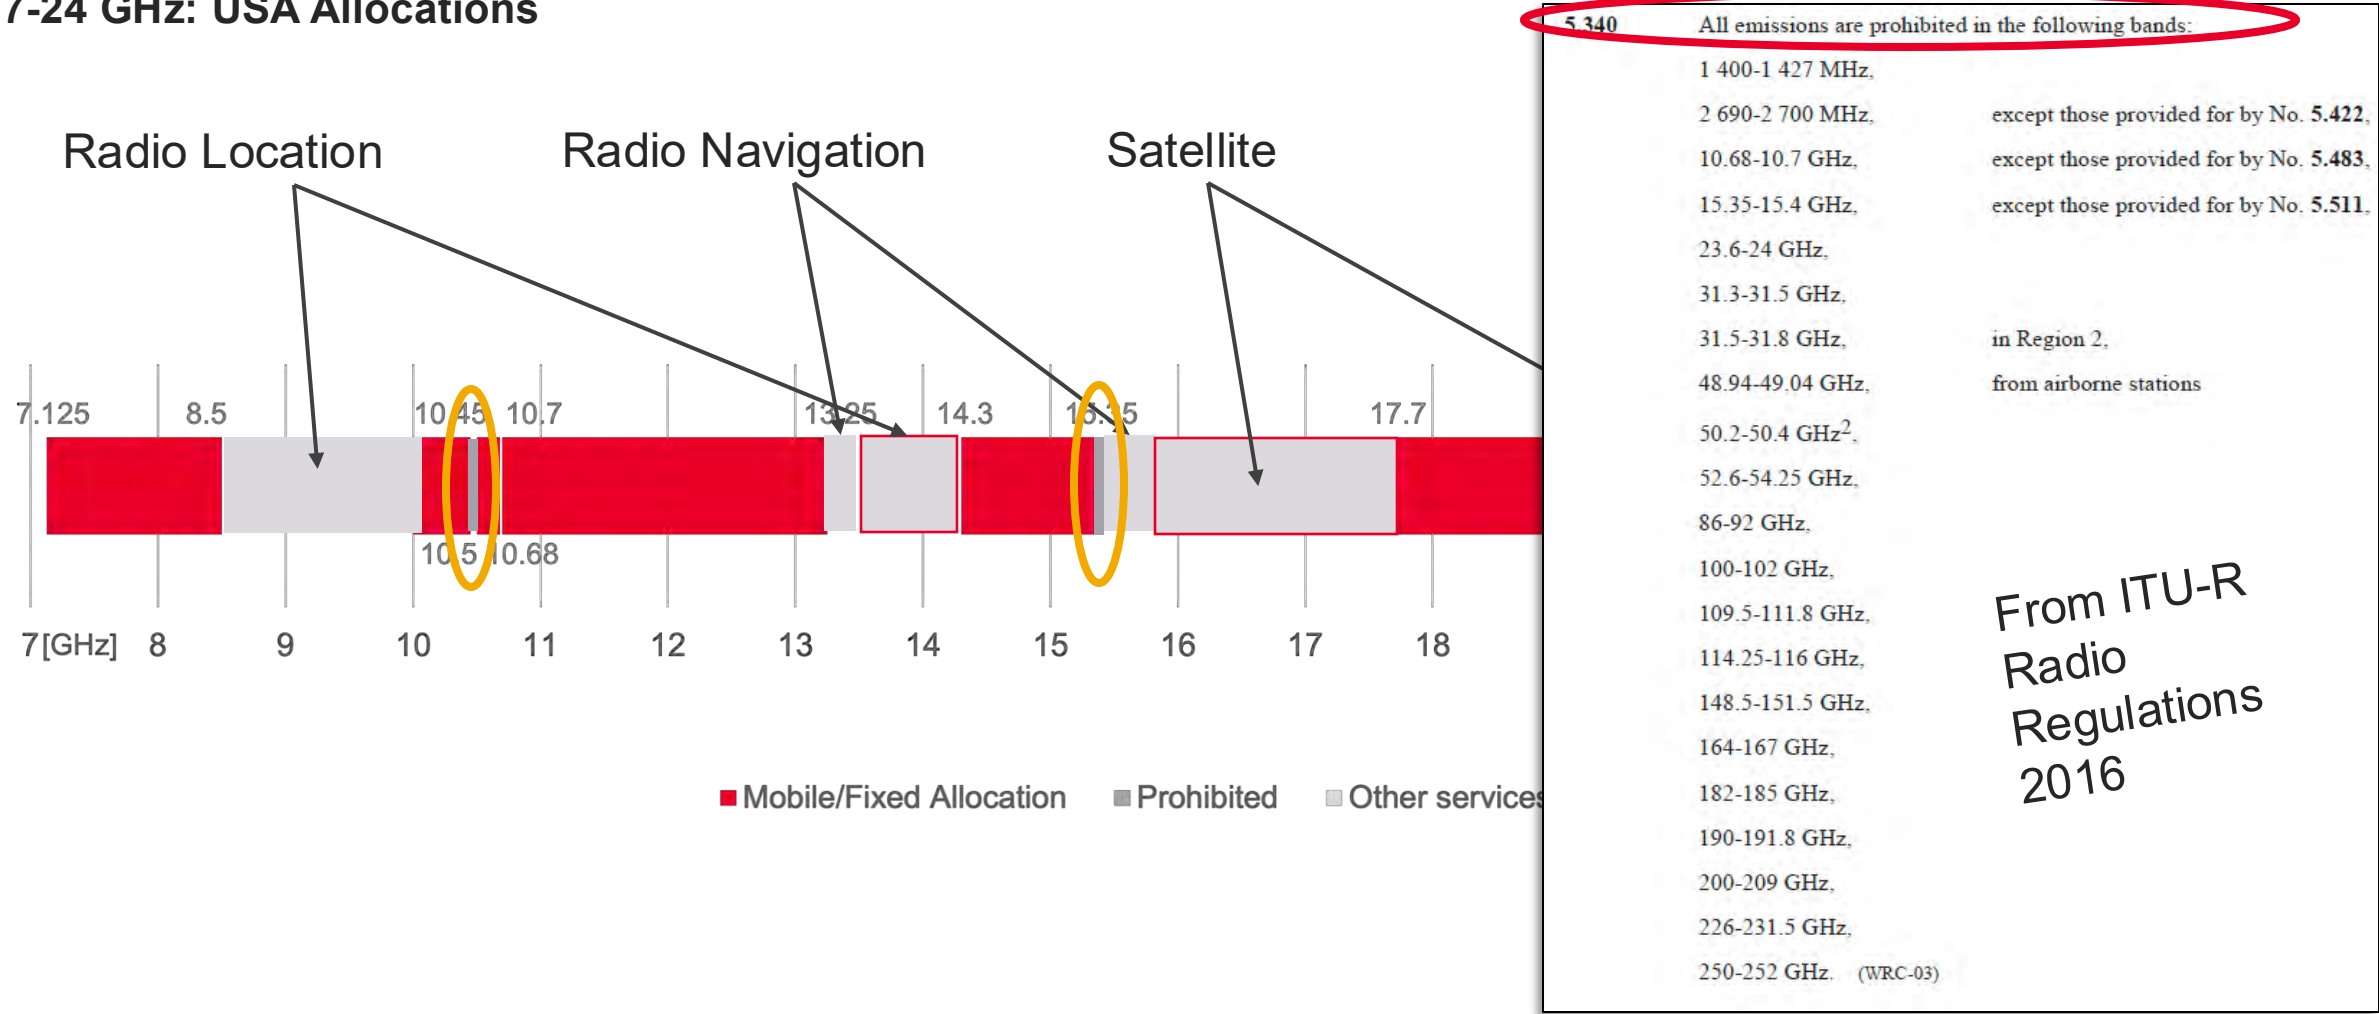 7-24 GHz: USA Allocations
Radio Location
Radio Navigation
Satellite
7.125
8.5
10.45
10.7
13.25
14.3
15.35
17.7
10.5
10.68
7[GHz]
8
9
10
11
12
13
14
15
16
17
18
Mobile/Fixed Allocation
Prohibited
Other services
5.340 All emissions are prohibited in the following bands:
1 400-1 427 MHz,
2 690-2 700 MHz, except those provided for by No. 5.422,
10.68-10.7 GHz, except those provided for by No. 5.483,
15.35-15.4 GHz, except those provided for by No. 5.511,
23.6-24 GHz,
31.3-31.5 GHz,
31.5-31.8 GHz, in Region 2,
48.94-49.04 GHz, from airborne stations
50.2-50.4 GHz2,
52.6-54.25 GHz,
86-92 GHz,
100-102 GHz,
109.5-111.8 GHz,
114.25-116 GHz,
148.5-151.5 GHz,
164-167 GHz,
182-185 GHz,
190-191.8 GHz,
200-209 GHz,
226-231.5 GHz,
250-252 GHz. (WRC-03)
From ITU-R
Radio
Regulations
2016